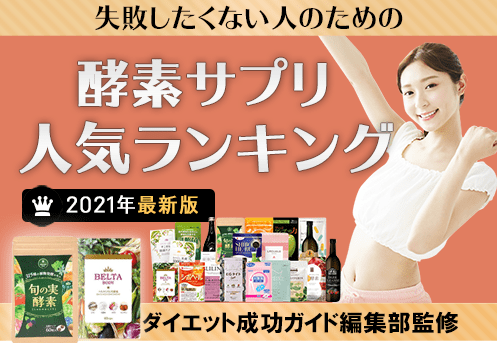 失敗したくない人のための
酵素サプリ
人気ランキング
2021年最新版
旬の実
酵素
BELTA
ダイエット成功ガイド編集部監修